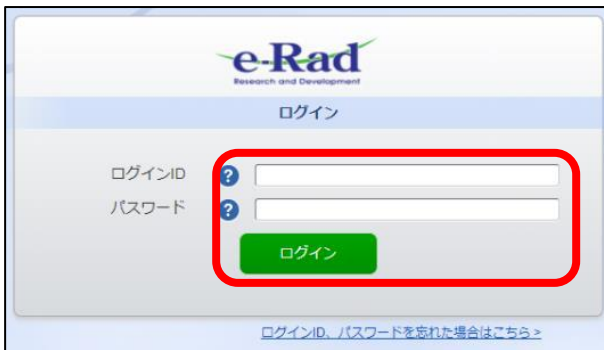 e-Rad
Research and Development
ログイン
ログインID ?
パスワード ?
ログイン
ログインID、パスワードを忘れた場合はこちら >